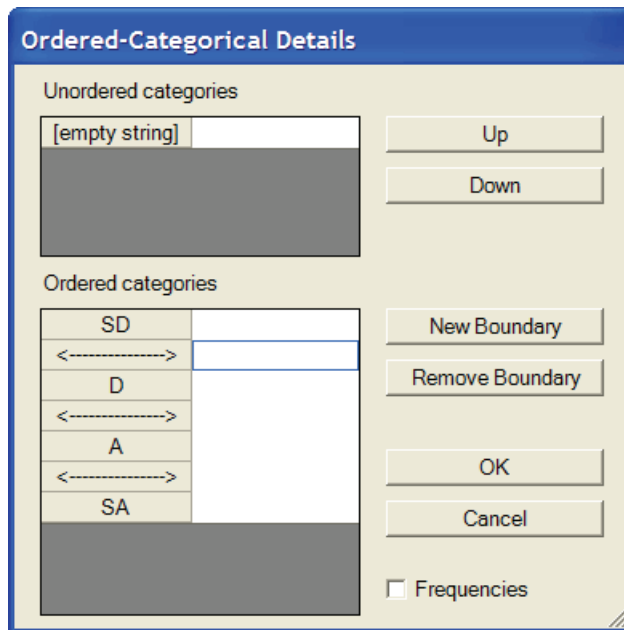 Ordered-Categorical Details
Unordered categories
[empty string]
Up
Down
Ordered categories
SD
<--------------->
D
<--------------->
A
<--------------->
SA
New Boundary
Remove Boundary
OK
Cancel
Frequencies